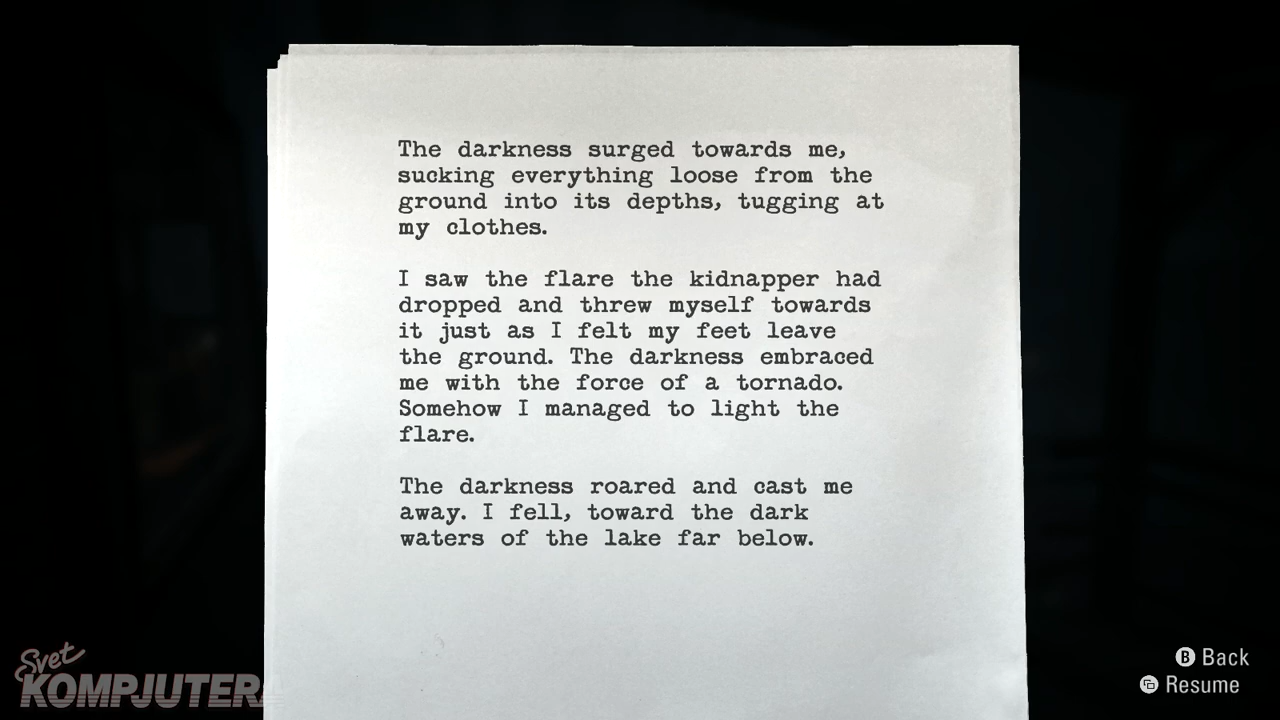 The darkness surged towards me,
sucking everything loose from the
ground into its depths, tugging at
my clothes.
I saw the flare the kidnapper had
dropped and threw myself towards
it just as I felt my feet leave
the ground. The darkness embraced
me with the force of a tornado.
Somehow I managed to light the
flare.
The darkness roared and cast me
away. I fell, toward the dark
waters of the lake far below.
Svet
KOMPJUTERA
B Back
Resume